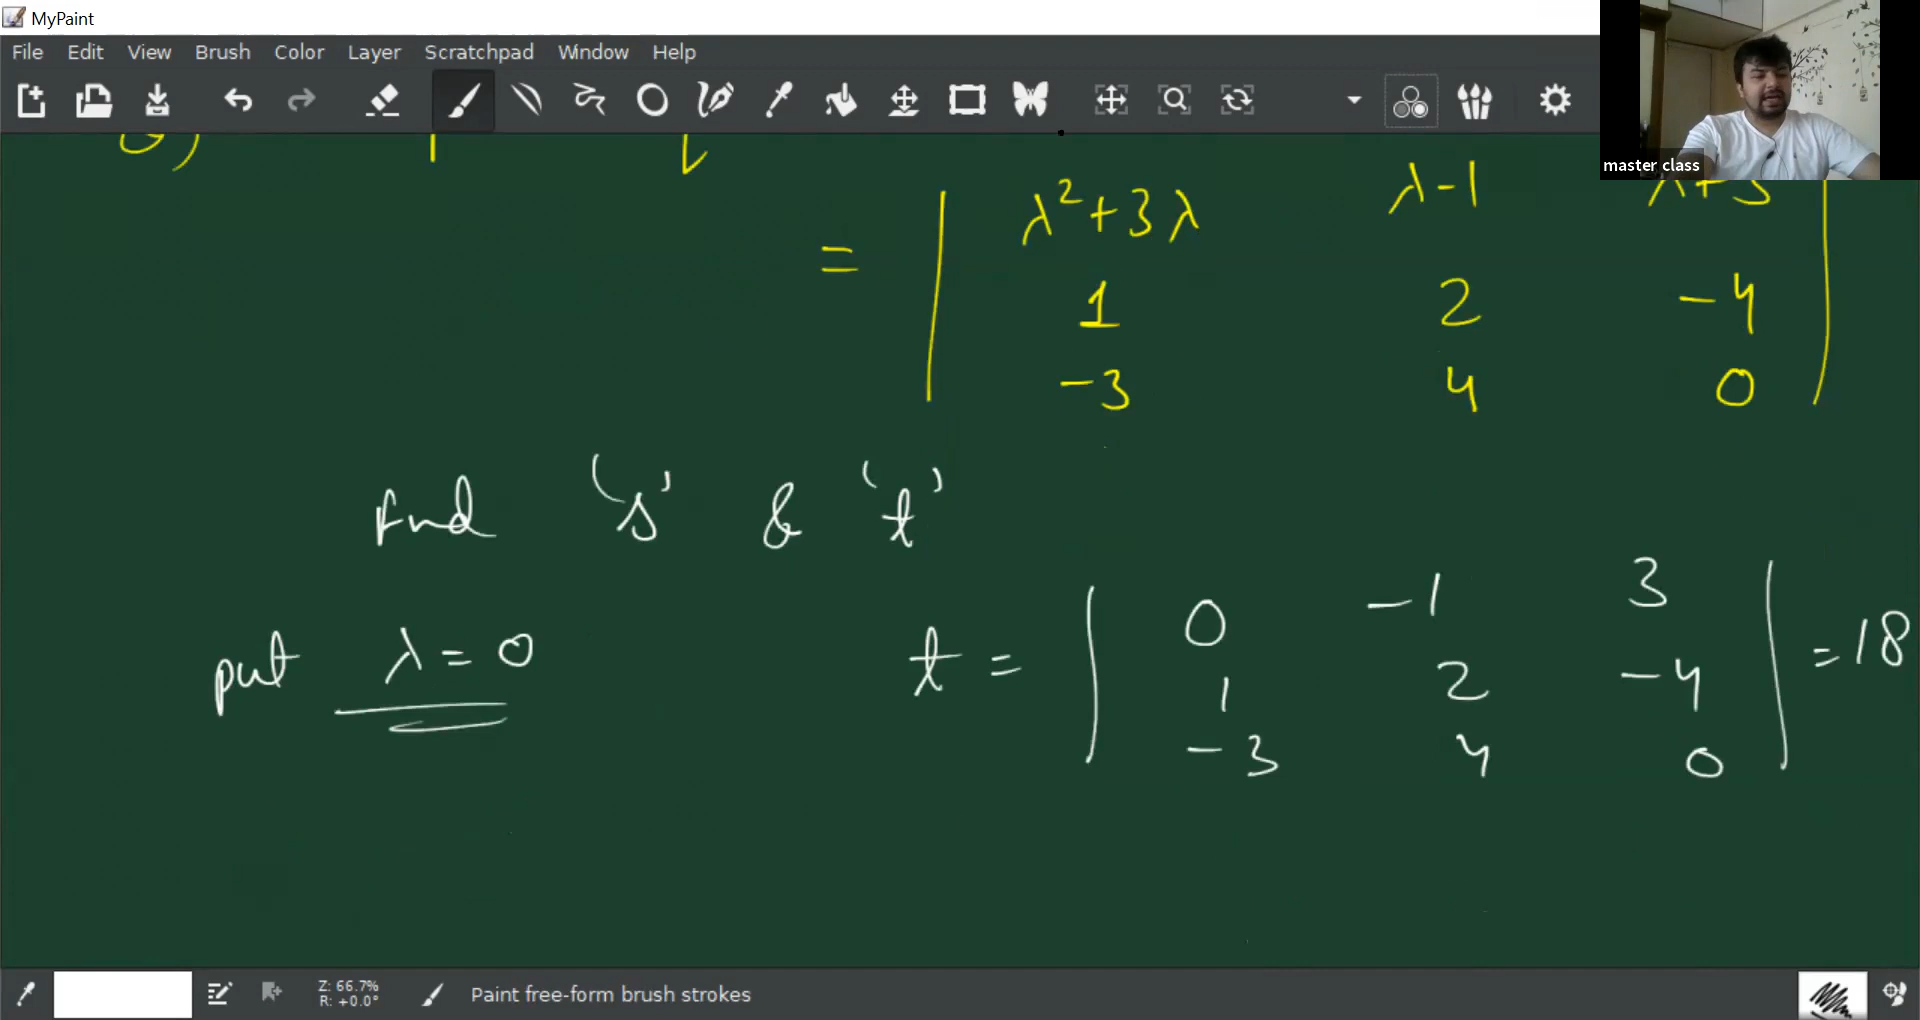 MyPaint
File Edit View Brush Color Layer Scratchpad Window Help
master class
= | λ²+3λ λ-1 λ+3 |
1 2 -4
-3 4 0
find 's' & 't'
put λ = 0
t = | 0 -1 3 | = 18
1 2 -4
-3 4 0
Z: 66.7%
R: +0.0°
Paint free-form brush strokes